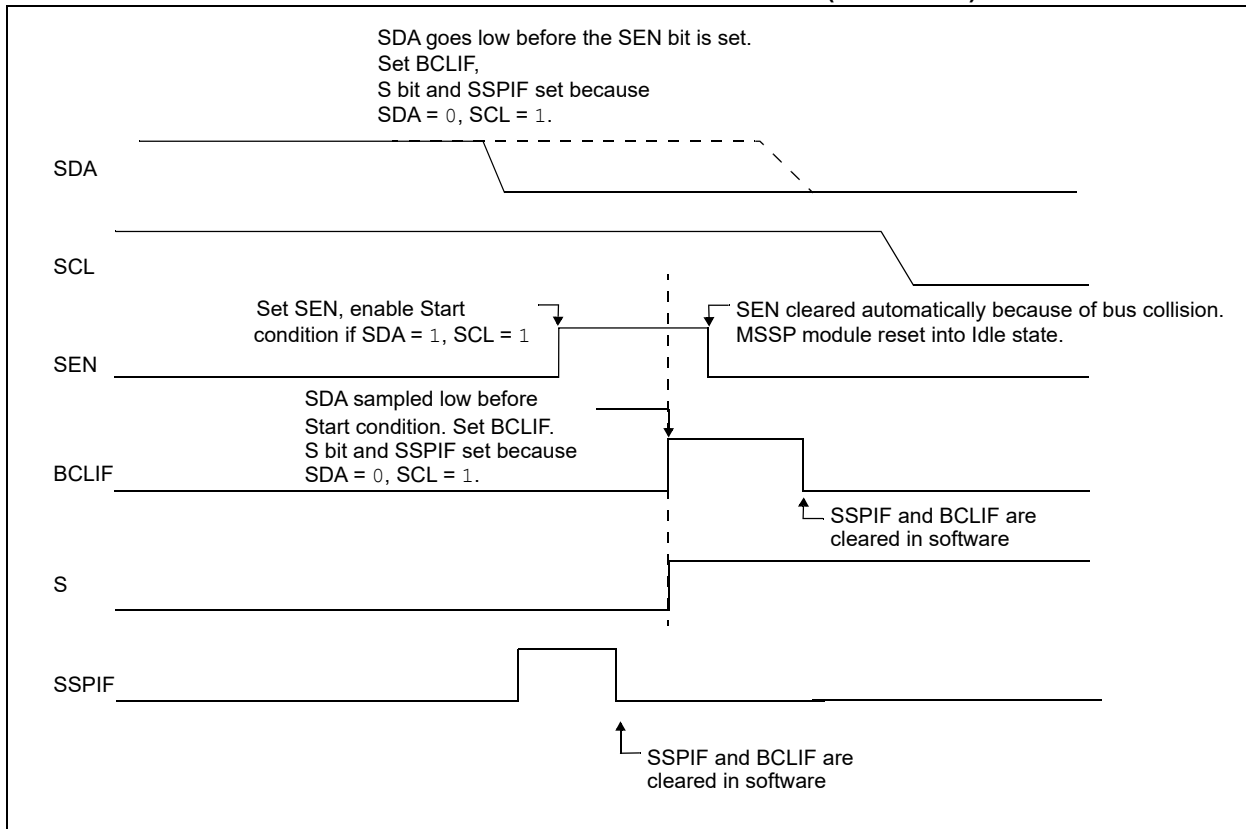 SDA goes low before the SEN bit is set.
Set BCLIF,
S bit and SSPIF set because
SDA = 0, SCL = 1.
SDA
SCL
Set SEN, enable Start
condition if SDA = 1, SCL = 1
SEN cleared automatically because of bus collision.
MSSP module reset into Idle state.
SEN
SDA sampled low before
Start condition. Set BCLIF.
S bit and SSPIF set because
SDA = 0, SCL = 1.
BCLIF
SSPIF and BCLIF are
cleared in software
S
SSPIF
SSPIF and BCLIF are
cleared in software